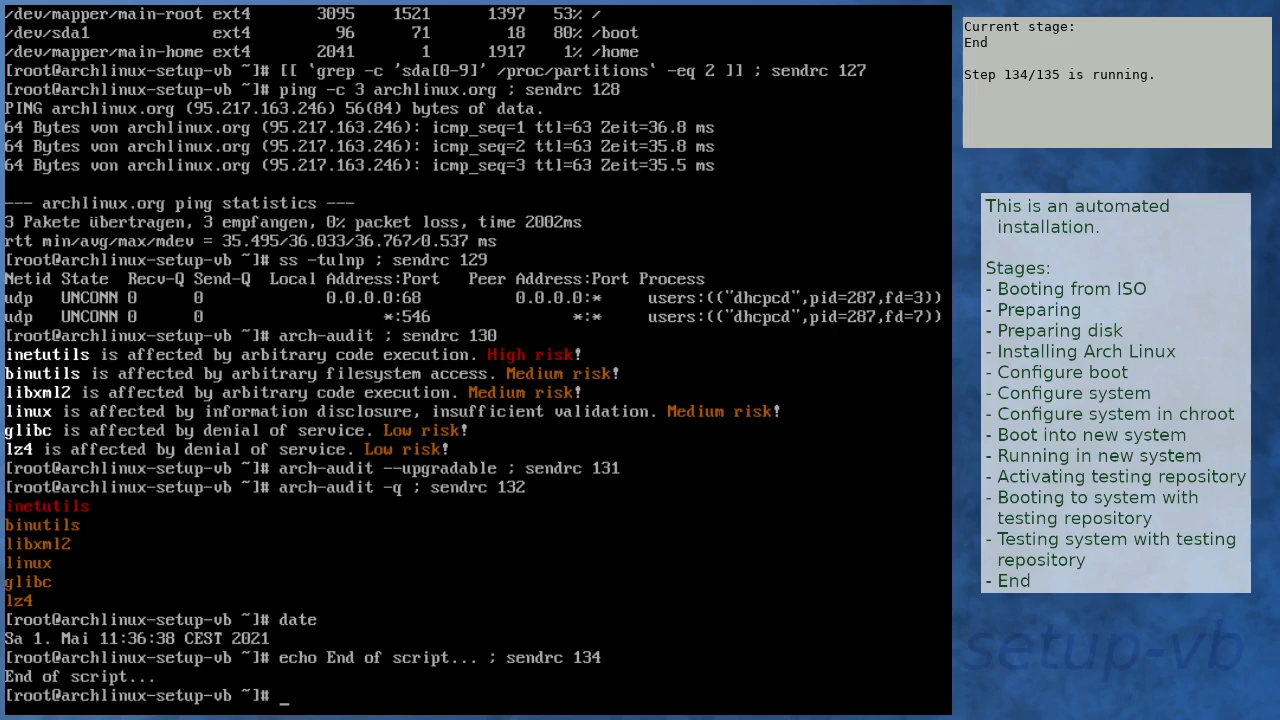 /dev/mapper/main-root ext4       3095    1521      1397   53% /
/dev/sda1             ext4         96      71        18   80% /boot
/dev/mapper/main-home ext4       2041       1      1917    1% /home
[root@archlinux-setup-vb ~]# [[ `grep -c 'sda[0-9]' /proc/partitions` -eq 2 ]] ; sendrc 127
[root@archlinux-setup-vb ~]# ping -c 3 archlinux.org ; sendrc 128
PING archlinux.org (95.217.163.246) 56(84) bytes of data.
64 Bytes von archlinux.org (95.217.163.246): icmp_seq=1 ttl=63 Zeit=36.8 ms
64 Bytes von archlinux.org (95.217.163.246): icmp_seq=2 ttl=63 Zeit=35.8 ms
64 Bytes von archlinux.org (95.217.163.246): icmp_seq=3 ttl=63 Zeit=35.5 ms
--- archlinux.org ping statistics ---
3 Pakete übertragen, 3 empfangen, 0% packet loss, time 2002ms
rtt min/avg/max/mdev = 35.495/36.033/36.767/0.537 ms
[root@archlinux-setup-vb ~]# ss -tulnp ; sendrc 129
Netid State  Recv-Q Send-Q  Local Address:Port   Peer Address:Port Process
udp   UNCONN 0      0             0.0.0.0:68          0.0.0.0:*     users:(("dhcpcd",pid=287,fd=3))
udp   UNCONN 0      0                   *:546               *:*     users:(("dhcpcd",pid=287,fd=7))
[root@archlinux-setup-vb ~]# arch-audit ; sendrc 130
inetutils is affected by arbitrary code execution. High risk!
binutils is affected by arbitrary filesystem access. Medium risk!
libxml2 is affected by arbitrary code execution. Medium risk!
linux is affected by information disclosure, insufficient validation. Medium risk!
glibc is affected by denial of service. Low risk!
lz4 is affected by denial of service. Low risk!
[root@archlinux-setup-vb ~]# arch-audit --upgradable ; sendrc 131
[root@archlinux-setup-vb ~]# arch-audit -q ; sendrc 132
inetutils
binutils
libxml2
linux
glibc
lz4
[root@archlinux-setup-vb ~]# date
Sa 1. Mai 11:36:38 CEST 2021
[root@archlinux-setup-vb ~]# echo End of script... ; sendrc 134
End of script...
[root@archlinux-setup-vb ~]# _
Current stage:
End
Step 134/135 is running.
This is an automated
installation.
Stages:
- Booting from ISO
- Preparing
- Preparing disk
- Installing Arch Linux
- Configure boot
- Configure system
- Configure system in chroot
- Boot into new system
- Running in new system
- Activating testing repository
- Booting to system with
testing repository
- Testing system with testing
repository
- End
setup-vb